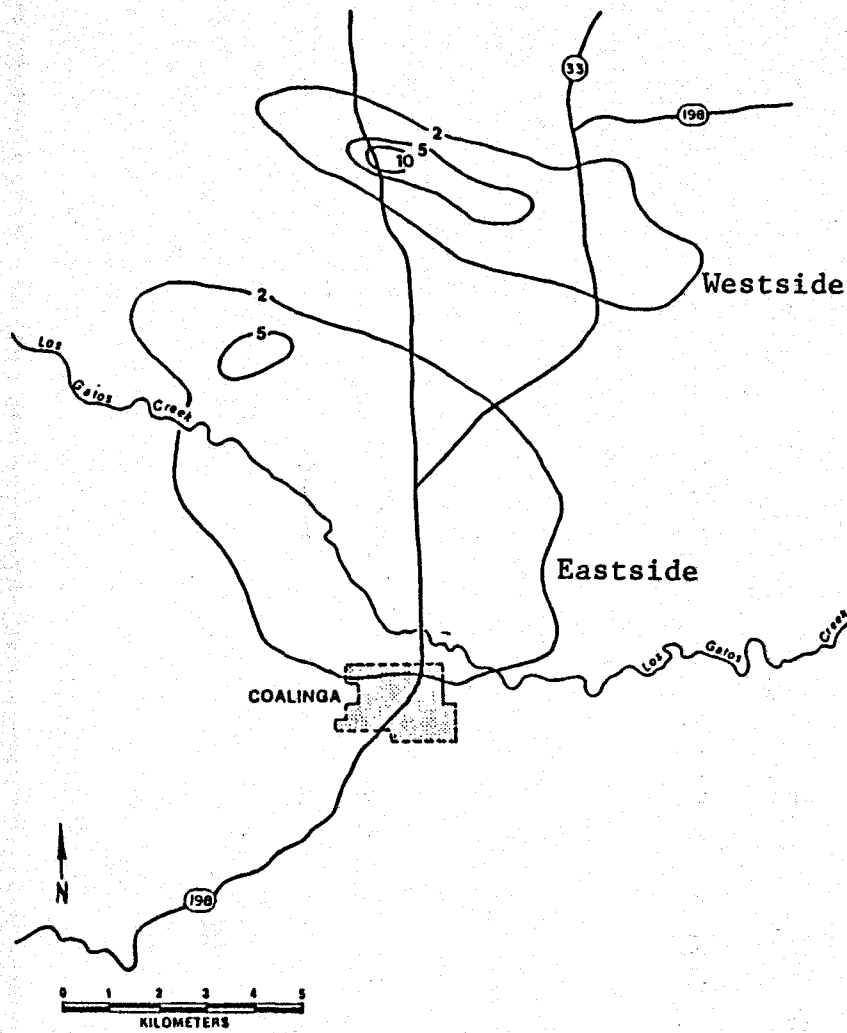 33
198
2
5
10
Westside
2
5
Los
Gatos
Creek
Eastside
Los
Gatos
Creek
COALINGA
N
198
0 1 2 3 4 5
KILOMETERS